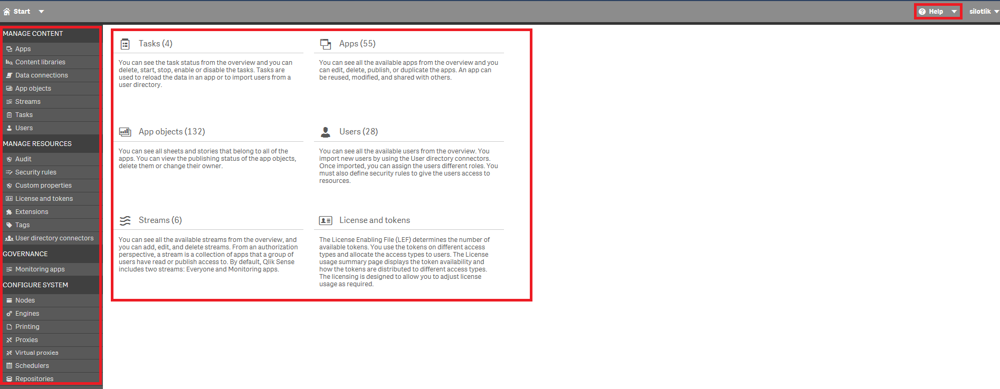 Start
Help
silotlik
MANAGE CONTENT
Apps
Content libraries
Data connections
App objects
Streams
Tasks
Users
MANAGE RESOURCES
Audit
Security rules
Custom properties
License and tokens
Extensions
Tags
User directory connectors
GOVERNANCE
Monitoring apps
CONFIGURE SYSTEM
Nodes
Engines
Printing
Proxies
Virtual proxies
Schedulers
Repositories
Tasks (4)
You can see the task status from the overview and you can
delete, start, stop, enable or disable the tasks. Tasks are
used to reload the data in an app or to import users from a
user directory.
Apps (55)
You can see all the available apps from the overview and you
can edit, delete, publish, or duplicate the apps. An app can
be reused, modified, and shared with others.
App objects (132)
You can see all sheets and stories that belong to all of the
apps. You can view the publishing status of the app objects,
delete them or change their owner.
Users (28)
You can see all the available users from the overview. You
import new users by using the User directory connectors.
Once imported, you can assign the users different roles. You
must also define security rules to give the users access to
resources.
Streams (6)
You can see all the available streams from the overview, and
you can add, edit, and delete streams. From an authorization
perspective, a stream is a collection of apps that a group of
users have read or publish access to. By default, Qlik Sense
includes two streams: Everyone and Monitoring apps.
License and tokens
The License Enabling File (LEF) determines the number of
available tokens. You use the tokens on different access
types and allocate the access types to users. The License
usage summary page displays the token availability and
how the tokens are distributed to different access types.
The licensing is designed to allow you to adjust license
usage as required.